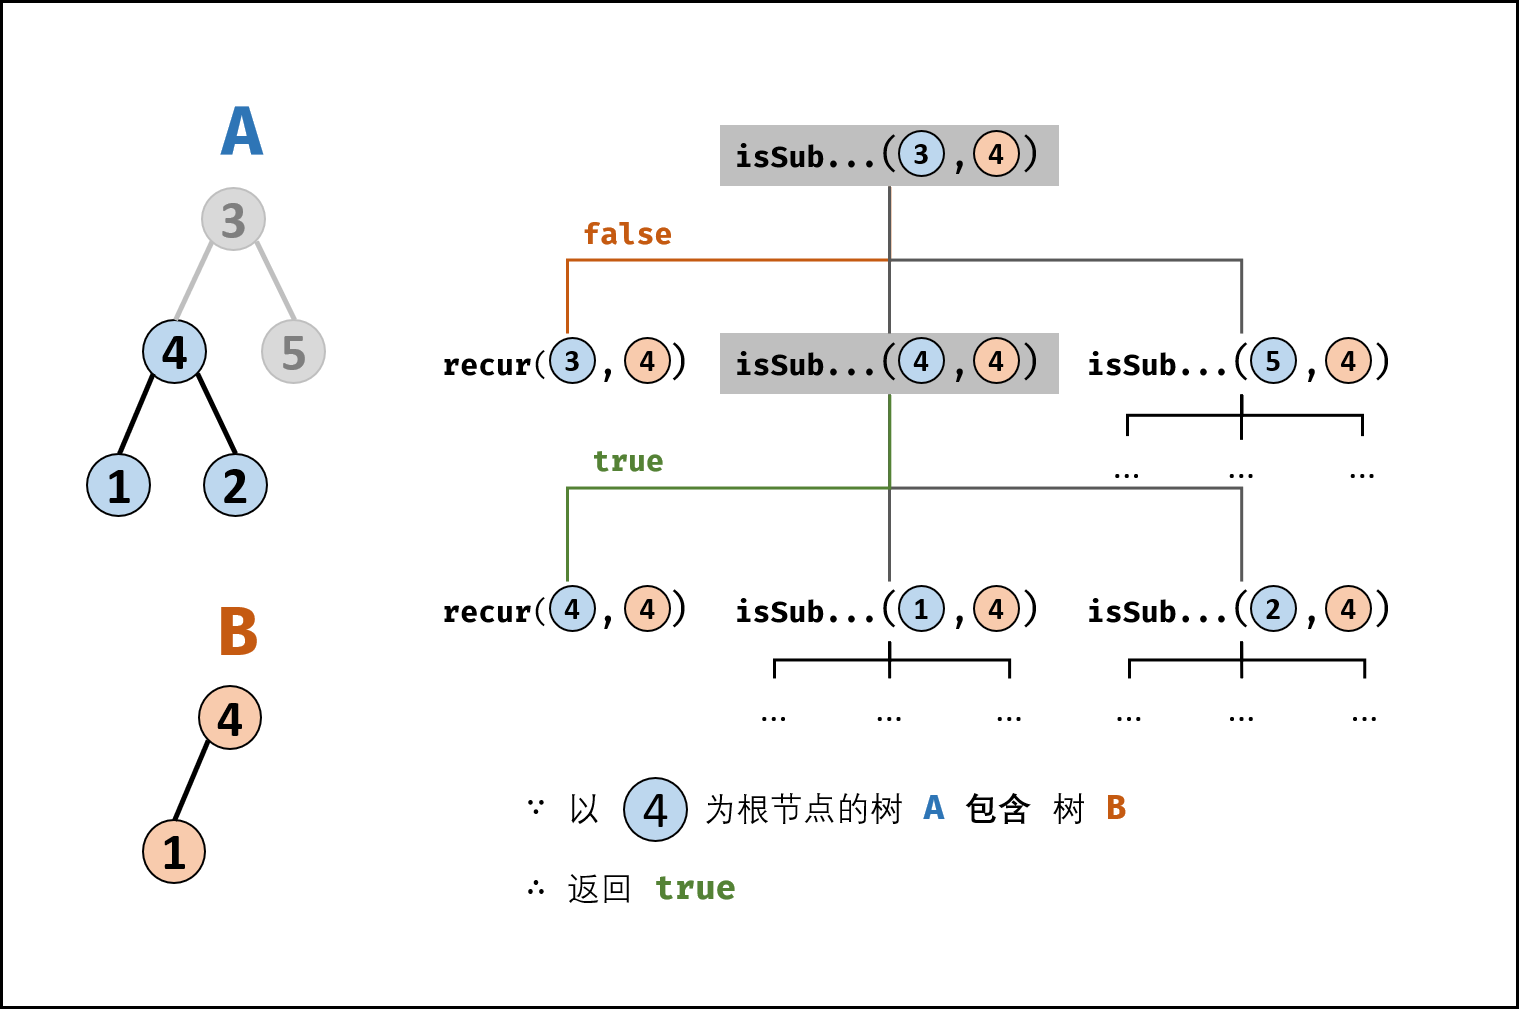 A
3
4
5
1
2
B
4
1
isSub...(3,4)
false
recur(3,4)
isSub...(4,4)
isSub...(5,4)
... ... ...
true
recur(4,4)
isSub...(1,4)
isSub...(2,4)
... ... ...
... ... ...
∵ 以 4 为根节点的树 A 包含 树 B
∴ 返回 true